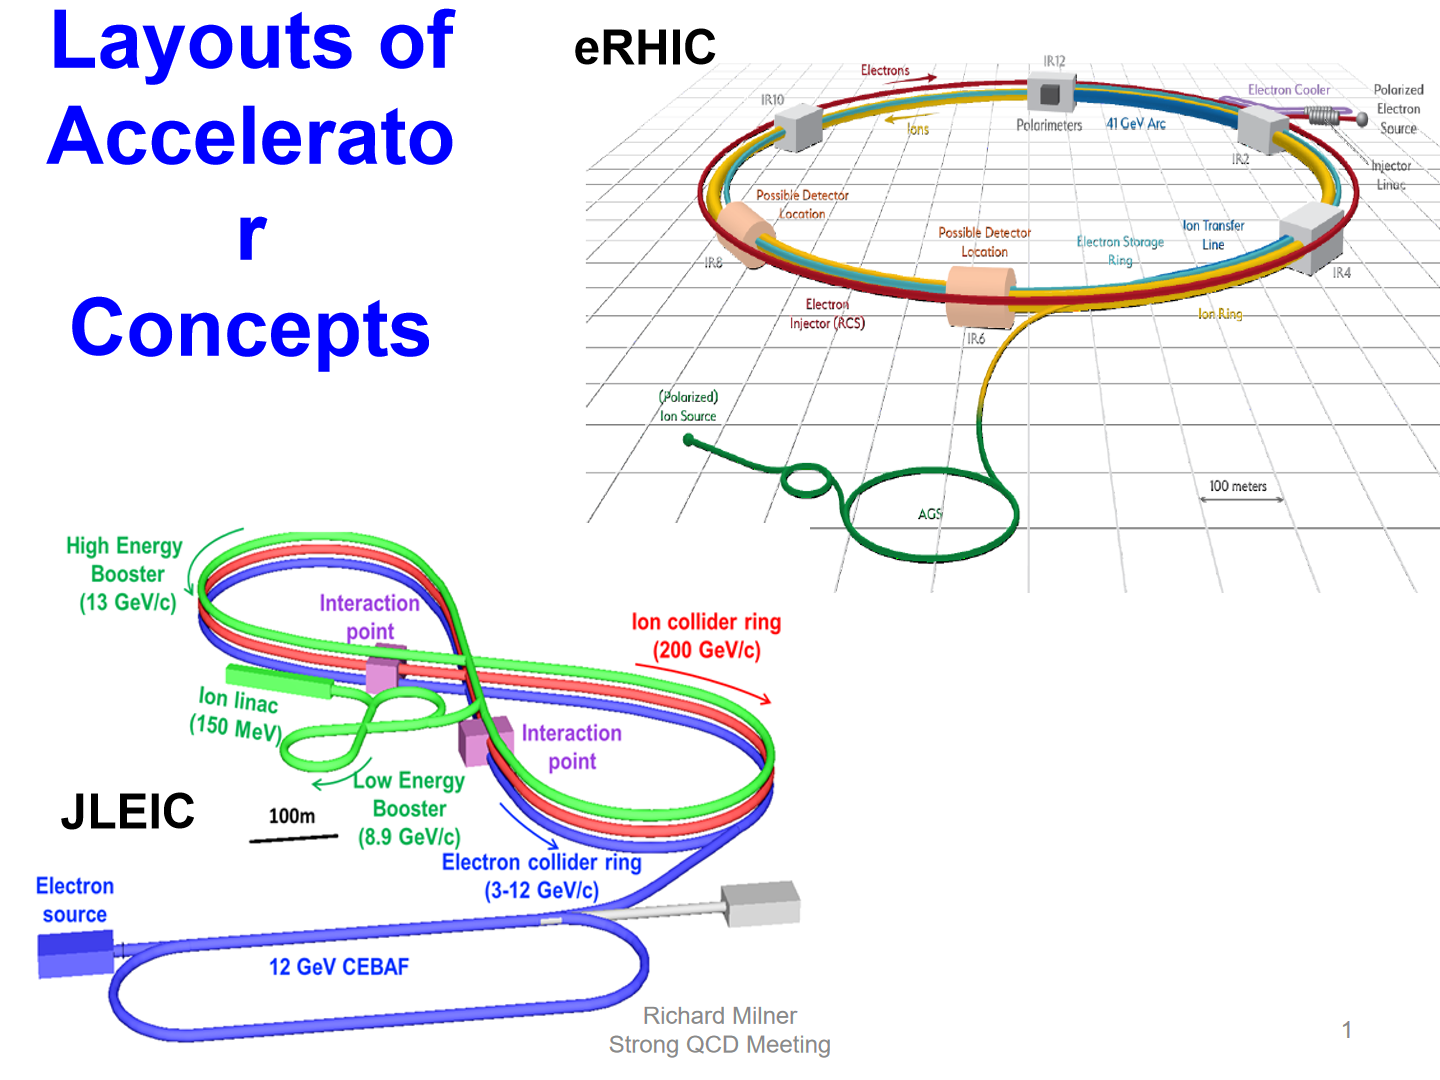 Layouts of
Accelerato
r
Concepts
eRHIC
Electrons
IR12
Electron Cooler
Polarized
Electron
Source
IR10
Ions
Polarimeters
41 GeV Arc
IR2
Injector
Linac
Possible Detector
Location
Possible Detector
Location
Ion Transfer
Line
Electron Storage
Ring
IR8
IR4
Electron
Injector (RCS)
Ion Ring
IR6
(Polarized)
Ion Source
100 meters
AGS
High Energy
Booster
(13 GeV/c)
Interaction
point
Ion collider ring
(200 GeV/c)
Ion linac
(150 MeV)
Interaction
point
Low Energy
Booster
(8.9 GeV/c)
JLEIC
100m
Electron collider ring
(3-12 GeV/c)
Electron
source
12 GeV CEBAF
Richard Milner
Strong QCD Meeting
1